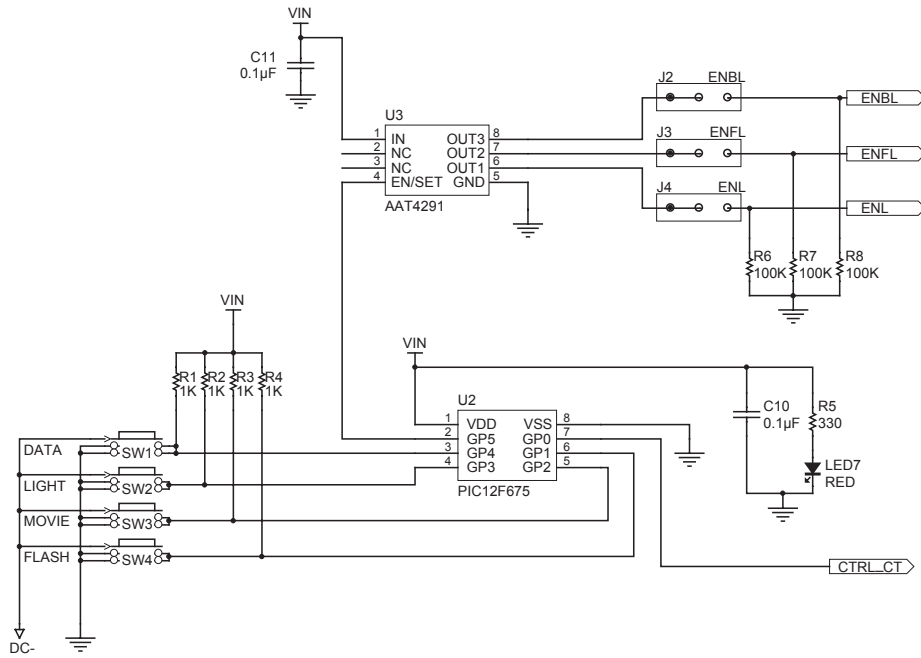 VIN
C11
0.1µF
U3
1 IN OUT3 8
2 NC OUT2 7
3 NC OUT1 6
4 EN/SET GND 5
AAT4291
J2 ENBL
J3 ENFL
J4 ENL
ENBL
ENFL
ENL
R6
100K
R7
100K
R8
100K
VIN
R1
1K
R2
1K
R3
1K
R4
1K
VIN
U2
1 VDD VSS 8
2 GP5 GP0 7
3 GP4 GP1 6
4 GP3 GP2 5
PIC12F675
C10
0.1µF
R5
330
LED7
RED
DATA SW1
LIGHT SW2
MOVIE SW3
FLASH SW4
CTRL_CT
DC-